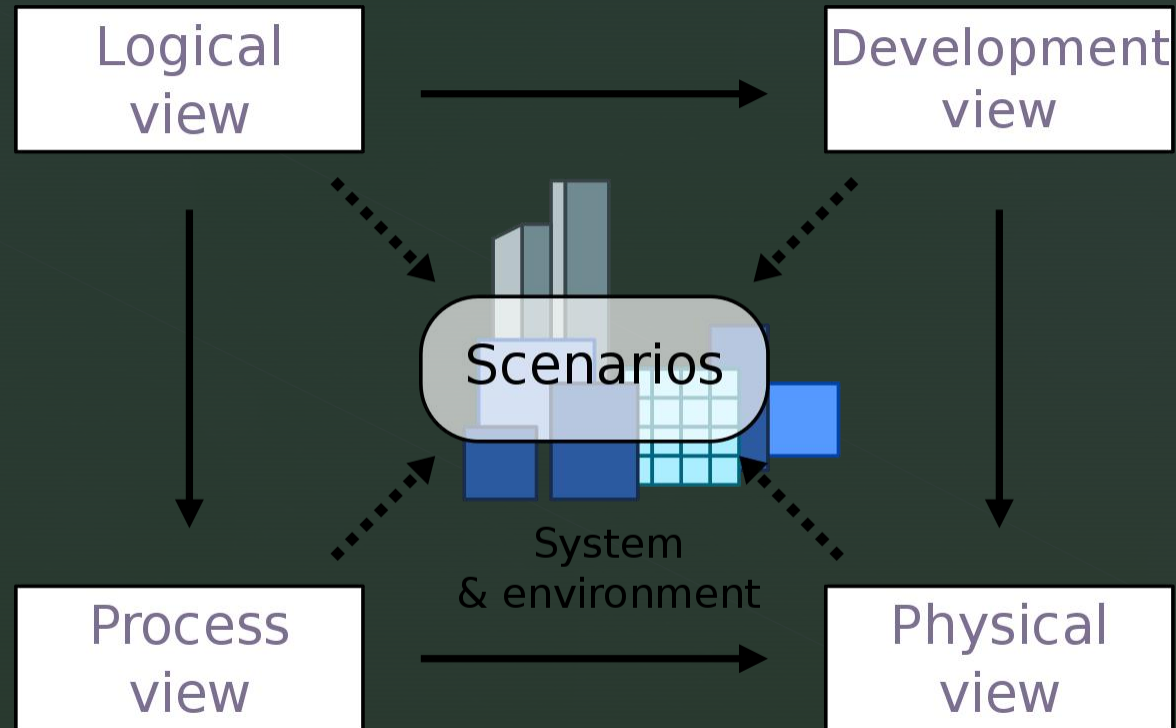 Logical
view
Development
view
Scenarios
System
& environment
Process
view
Physical
view